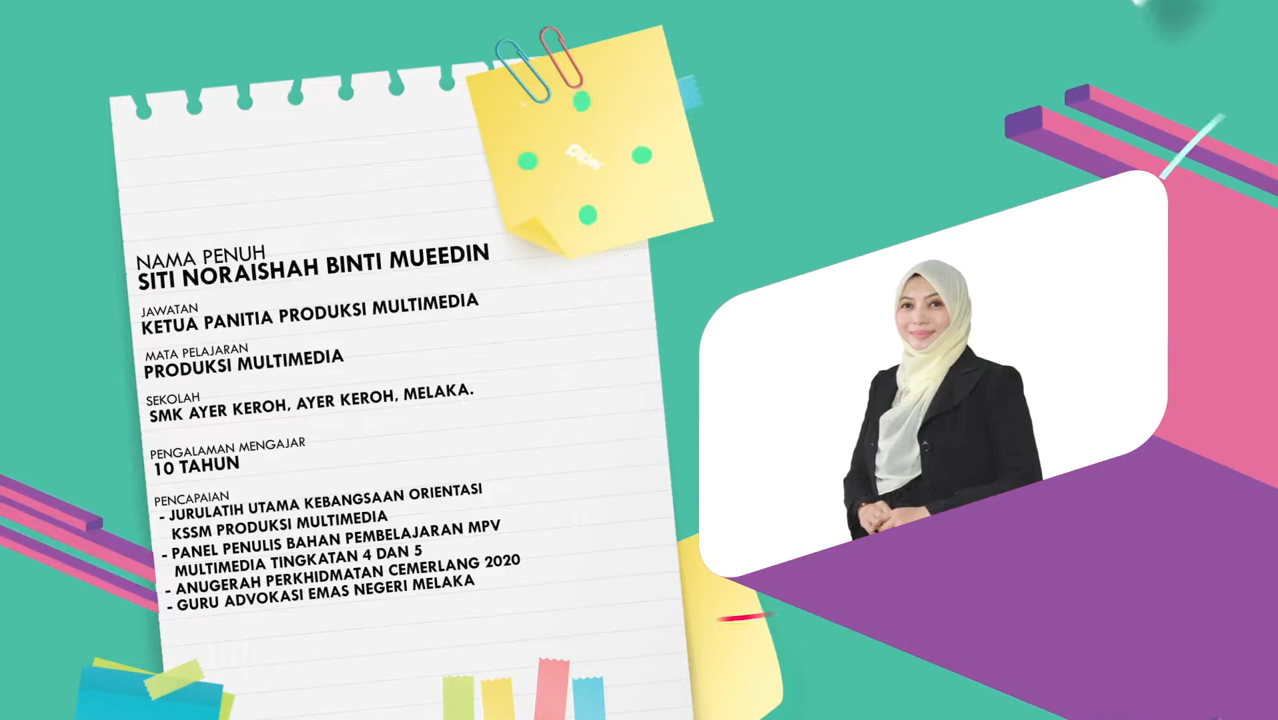 NAMA PENUH
SITI NORAISHAH BINTI MUEEDIN
JAWATAN
KETUA PANITIA PRODUKSI MULTIMEDIA
MATA PELAJARAN
PRODUKSI MULTIMEDIA
SEKOLAH
SMK AYER KEROH, AYER KEROH, MELAKA.
PENGALAMAN MENGAJAR
10 TAHUN
PENCAPAIAN
- JURULATIH UTAMA KEBANGSAAN ORIENTASI
KSSM PRODUKSI MULTIMEDIA
- PANEL PENULIS BAHAN PEMBELAJARAN MPV
MULTIMEDIA TINGKATAN 4 DAN 5
- ANUGERAH PERKHIDMATAN CEMERLANG 2020
- GURU ADVOKASI EMAS NEGERI MELAKA